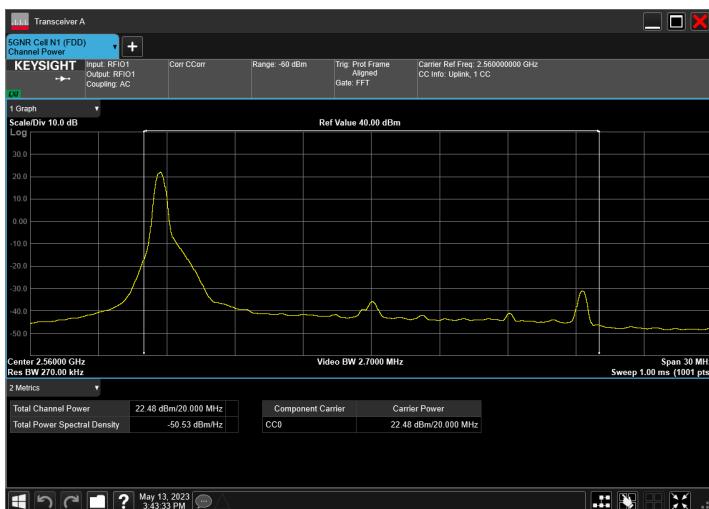 Transceiver A
5GNR Cell N1 (FDD)
Channel Power
KEYSIGHT
LXI
Input: RFIO1
Output: RFIO1
Coupling: AC
Corr CCorr
Range: -60 dBm
Trig: Prot Frame
Aligned
Gate: FFT
Carrier Ref Freq: 2.560000000 GHz
CC Info: Uplink, 1 CC
1 Graph
Scale/Div 10.0 dB
Ref Value 40.00 dBm
Log
30.0
20.0
10.0
0.00
-10.0
-20.0
-30.0
-40.0
-50.0
Center 2.56000 GHz
Video BW 2.7000 MHz
Span 30 MH
Res BW 270.00 kHz
Sweep 1.00 ms (1001 pts
2 Metrics
Total Channel Power 22.48 dBm/20.000 MHz
Total Power Spectral Density -50.53 dBm/Hz
Component Carrier Carrier Power
CC0 22.48 dBm/20.000 MHz
?
May 13, 2023
3:43:33 PM